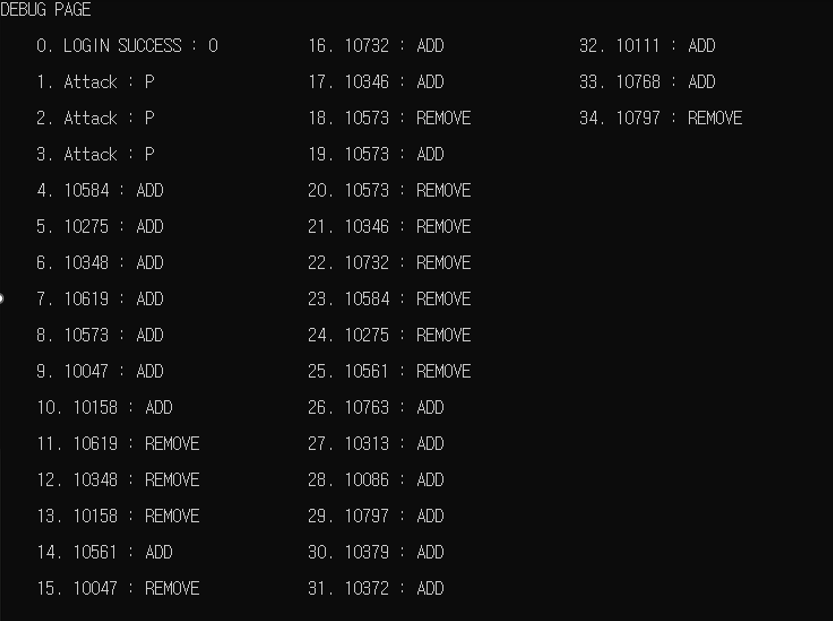 DEBUG PAGE
0. LOGIN SUCCESS : 0
1. Attack : P
2. Attack : P
3. Attack : P
4. 10584 : ADD
5. 10275 : ADD
6. 10348 : ADD
7. 10619 : ADD
8. 10573 : ADD
9. 10047 : ADD
10. 10158 : ADD
11. 10619 : REMOVE
12. 10348 : REMOVE
13. 10158 : REMOVE
14. 10561 : ADD
15. 10047 : REMOVE
16. 10732 : ADD
17. 10346 : ADD
18. 10573 : REMOVE
19. 10573 : ADD
20. 10573 : REMOVE
21. 10346 : REMOVE
22. 10732 : REMOVE
23. 10584 : REMOVE
24. 10275 : REMOVE
25. 10561 : REMOVE
26. 10763 : ADD
27. 10313 : ADD
28. 10086 : ADD
29. 10797 : ADD
30. 10379 : ADD
31. 10372 : ADD
32. 10111 : ADD
33. 10768 : ADD
34. 10797 : REMOVE